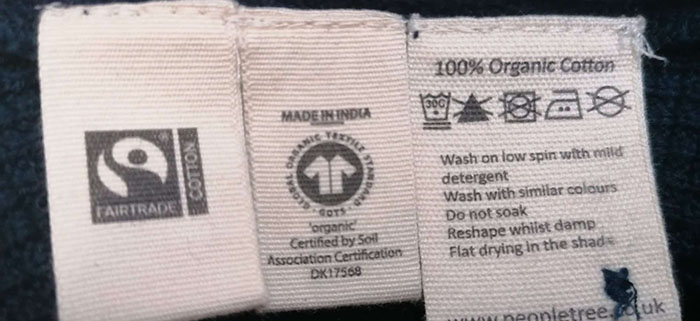 FAIRTRADE
COTTON
MADE IN INDIA
GLOBAL ORGANIC TEXTILE STANDARD
GOTS
'organic'
Certified by Soil
Association Certification
DK17568
100% Organic Cotton
30C
Wash on low spin with mild
detergent
Wash with similar colours
Do not soak
Reshape whilst damp
Flat drying in the shade
www.peopletree
uk